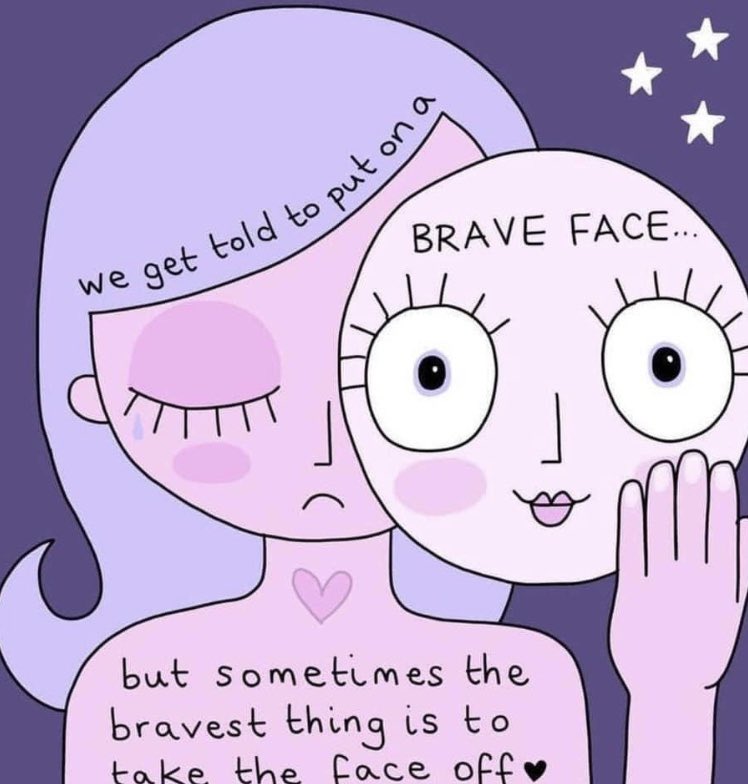 we get told to put on a
BRAVE FACE...
but sometimes the
bravest thing is to
take the face off♥